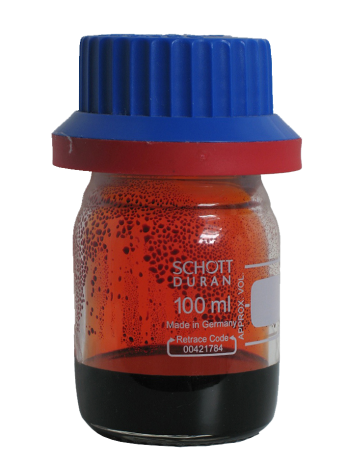 SCHOTT
DURAN
100 ml
Made in Germany
Retrace Code
00421784
APPROX. VOL.